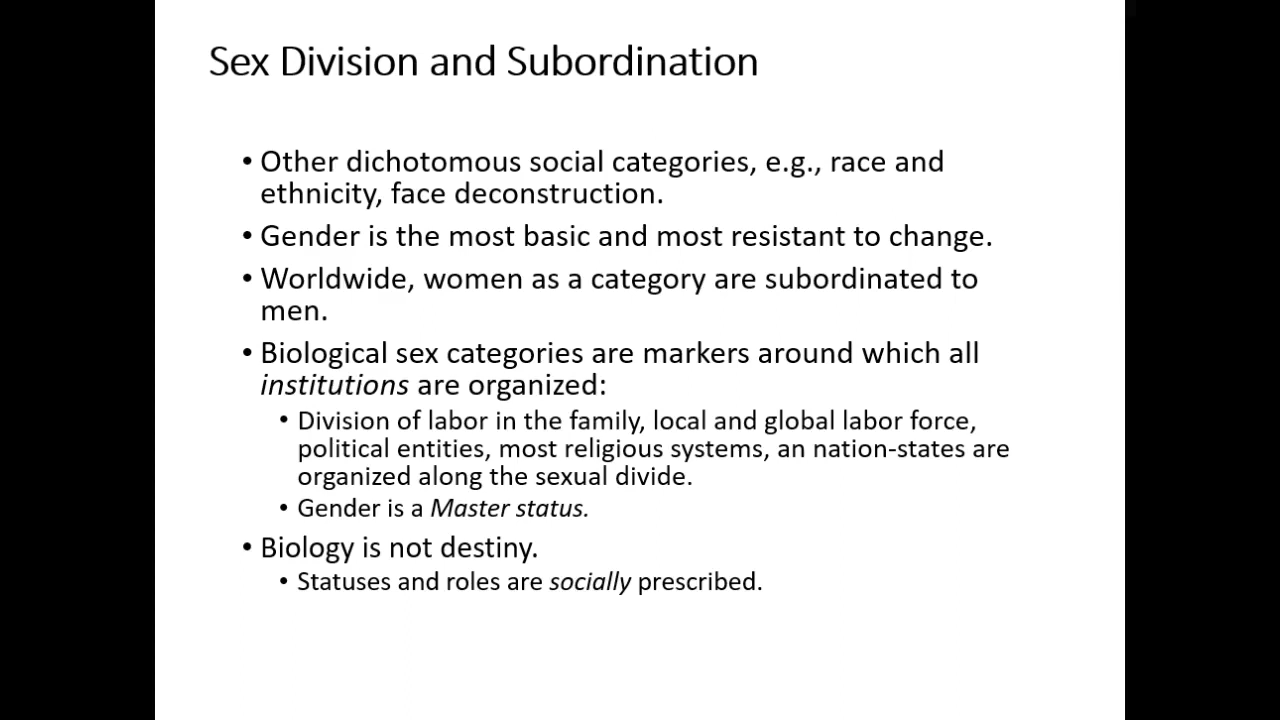 Sex Division and Subordination
• Other dichotomous social categories, e.g., race and
ethnicity, face deconstruction.
• Gender is the most basic and most resistant to change.
• Worldwide, women as a category are subordinated to
men.
• Biological sex categories are markers around which all
institutions are organized:
• Division of labor in the family, local and global labor force,
political entities, most religious systems, an nation-states are
organized along the sexual divide.
• Gender is a Master status.
• Biology is not destiny.
• Statuses and roles are socially prescribed.